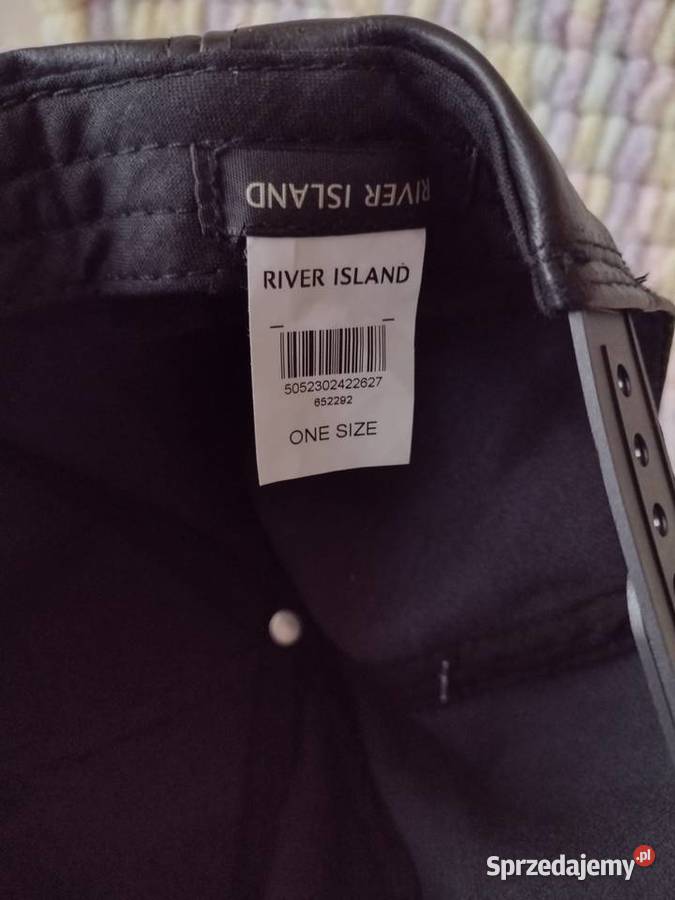 RIVER ISLAND
RIVER ISLAND
5052302422627
652292
ONE SIZE
Sprzedajemy.pl